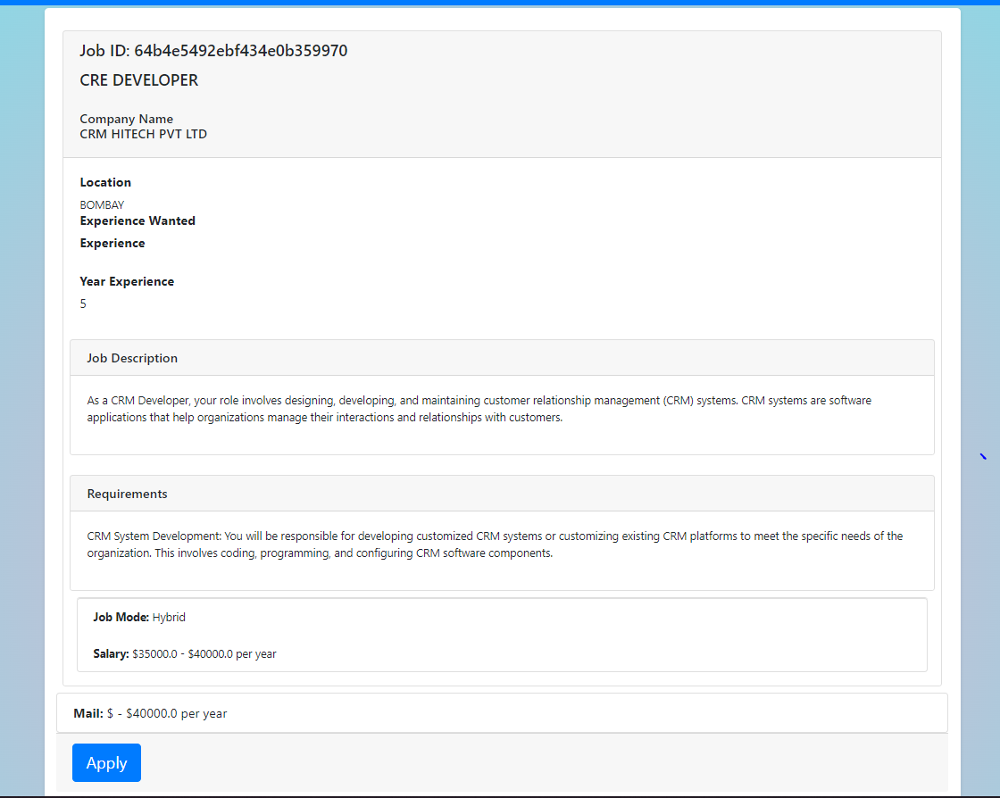 Job ID: 64b4e5492ebf434e0b359970
CRE DEVELOPER
Company Name
CRM HITECH PVT LTD
Location
BOMBAY
Experience Wanted
Experience
Year Experience
5
Job Description
As a CRM Developer, your role involves designing, developing, and maintaining customer relationship management (CRM) systems. CRM systems are software
applications that help organizations manage their interactions and relationships with customers.
Requirements
CRM System Development: You will be responsible for developing customized CRM systems or customizing existing CRM platforms to meet the specific needs of the
organization. This involves coding, programming, and configuring CRM software components.
Job Mode: Hybrid
Salary: $35000.0 - $40000.0 per year
Mail: $ - $40000.0 per year
Apply